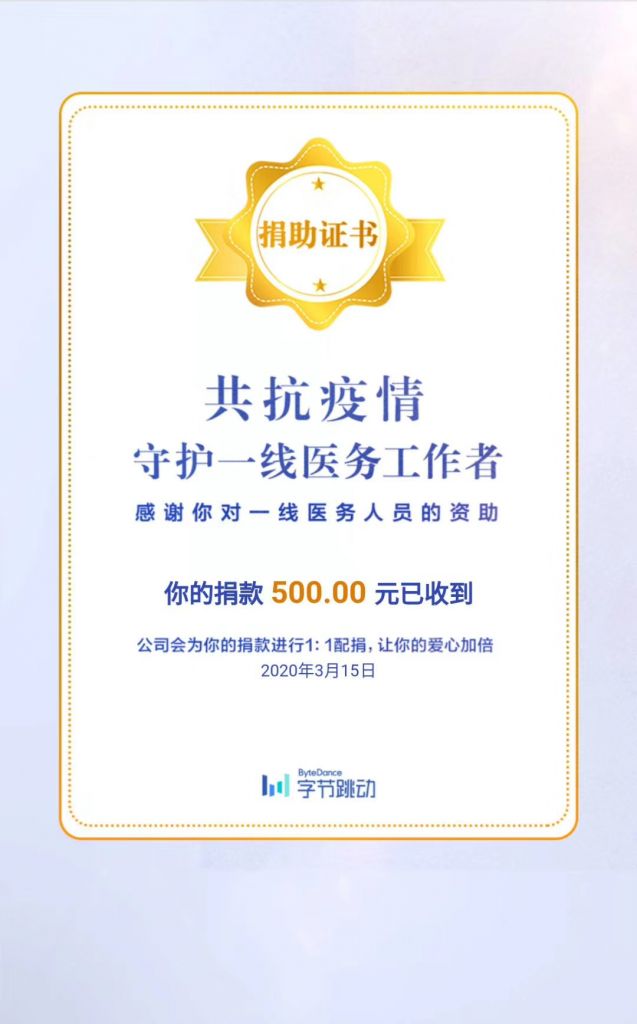 捐助证书
共抗疫情
守护一线医务工作者
感谢你对一线医务人员的资助
你的捐款 500.00 元已收到
公司会为你的捐款进行1：1配捐，让你的爱心加倍
2020年3月15日
ByteDance
字节跳动